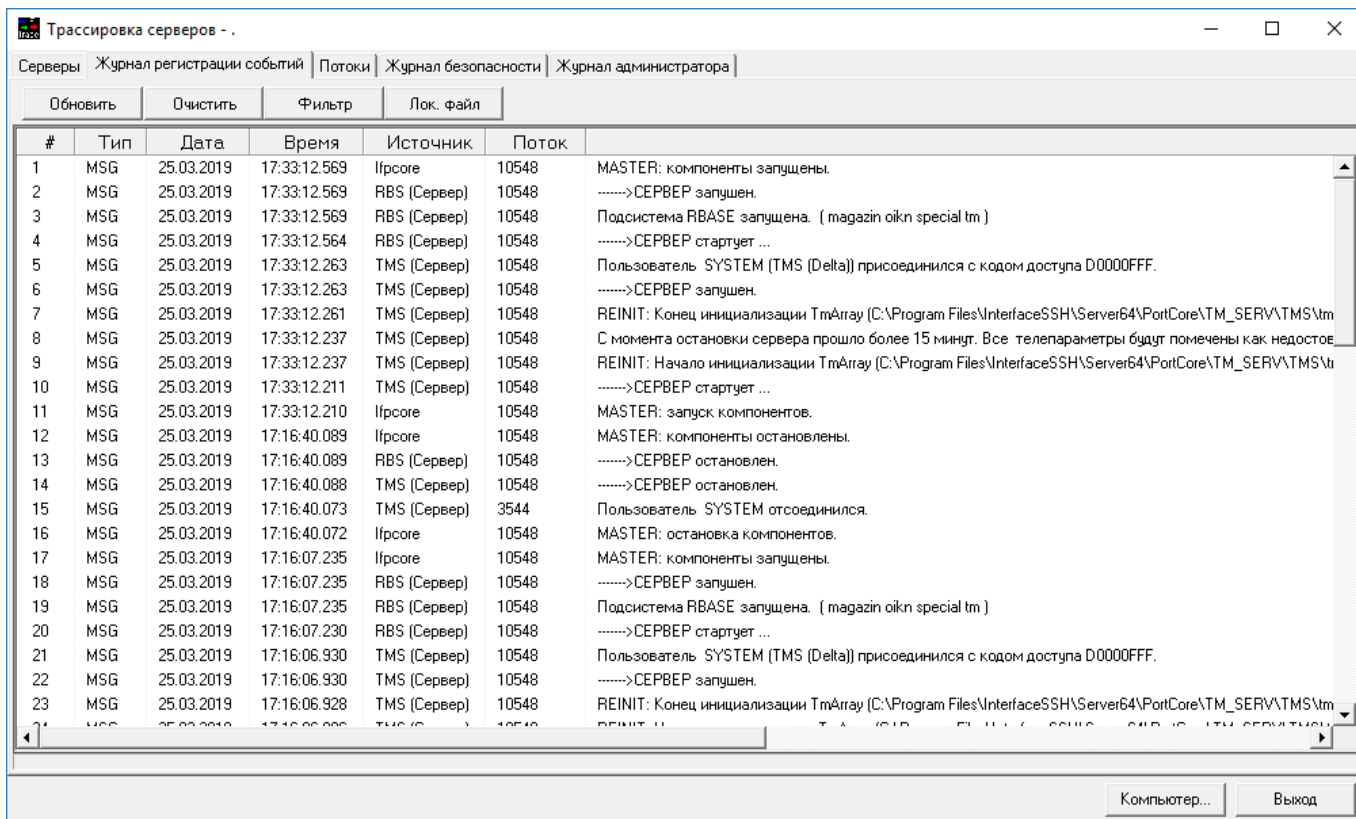 Трассировка серверов - .
Серверы Журнал регистрации событий Потоки Журнал безопасности Журнал администратора
Обновить Очистить Фильтр Лок. файл
# Тип Дата Время Источник Поток
1 MSG 25.03.2019 17:33:12.569 Ifpcore 10548 MASTER: компоненты запущены.
2 MSG 25.03.2019 17:33:12.569 RBS (Сервер) 10548 ------->СЕРВЕР запушен.
3 MSG 25.03.2019 17:33:12.569 RBS (Сервер) 10548 Подсистема RBASE запущена. ( magazin oikn special tm )
4 MSG 25.03.2019 17:33:12.564 RBS (Сервер) 10548 ------->СЕРВЕР стартует ...
5 MSG 25.03.2019 17:33:12.263 TMS (Сервер) 10548 Пользователь SYSTEM (TMS (Delta)) присоединился с кодом доступа D0000FFF.
6 MSG 25.03.2019 17:33:12.263 TMS (Сервер) 10548 ------->СЕРВЕР запушен.
7 MSG 25.03.2019 17:33:12.261 TMS (Сервер) 10548 REINIT: Конец инициализации TmArray (C:\Program Files\InterfaceSSH\Server64\PortCore\TM_SERV\TMS\tm
8 MSG 25.03.2019 17:33:12.237 TMS (Сервер) 10548 С момента остановки сервера прошло более 15 минут. Все телепараметры будут помечены как недостов
9 MSG 25.03.2019 17:33:12.237 TMS (Сервер) 10548 REINIT: Начало инициализации TmArray (C:\Program Files\InterfaceSSH\Server64\PortCore\TM_SERV\TMS\t
10 MSG 25.03.2019 17:33:12.211 TMS (Сервер) 10548 ------->СЕРВЕР стартует ...
11 MSG 25.03.2019 17:33:12.210 Ifpcore 10548 MASTER: запуск компонентов.
12 MSG 25.03.2019 17:16:40.089 Ifpcore 10548 MASTER: компоненты остановлены.
13 MSG 25.03.2019 17:16:40.089 RBS (Сервер) 10548 ------->СЕРВЕР остановлен.
14 MSG 25.03.2019 17:16:40.088 TMS (Сервер) 10548 ------->СЕРВЕР остановлен.
15 MSG 25.03.2019 17:16:40.073 TMS (Сервер) 3544 Пользователь SYSTEM отсоединился.
16 MSG 25.03.2019 17:16:40.072 Ifpcore 10548 MASTER: остановка компонентов.
17 MSG 25.03.2019 17:16:07.235 Ifpcore 10548 MASTER: компоненты запущены.
18 MSG 25.03.2019 17:16:07.235 RBS (Сервер) 10548 ------->СЕРВЕР запушен.
19 MSG 25.03.2019 17:16:07.235 RBS (Сервер) 10548 Подсистема RBASE запущена. ( magazin oikn special tm )
20 MSG 25.03.2019 17:16:07.230 RBS (Сервер) 10548 ------->СЕРВЕР стартует ...
21 MSG 25.03.2019 17:16:06.930 TMS (Сервер) 10548 Пользователь SYSTEM (TMS (Delta)) присоединился с кодом доступа D0000FFF.
22 MSG 25.03.2019 17:16:06.930 TMS (Сервер) 10548 ------->СЕРВЕР запушен.
23 MSG 25.03.2019 17:16:06.928 TMS (Сервер) 10548 REINIT: Конец инициализации TmArray (C:\Program Files\InterfaceSSH\Server64\PortCore\TM_SERV\TMS\tm
Компьютер... Выход